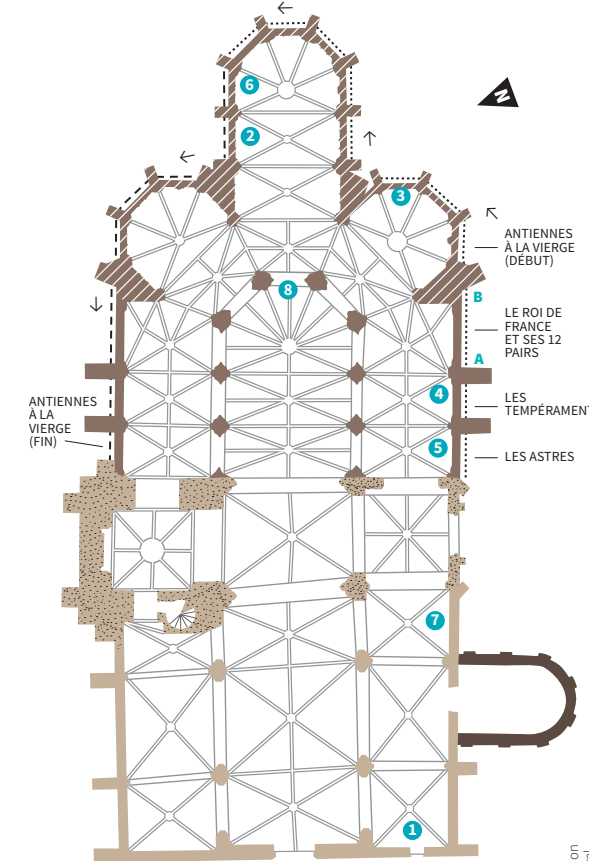 N
6
2
3
ANTIENNES
À LA VIERGE
(DÉBUT)
8
B
LE ROI DE
FRANCE
ET SES 12
PAIRS
A
4
ANTIENNES
À LA
VIERGE
(FIN)
LES
TEMPÉRAMENT
5
LES ASTRES
7
1